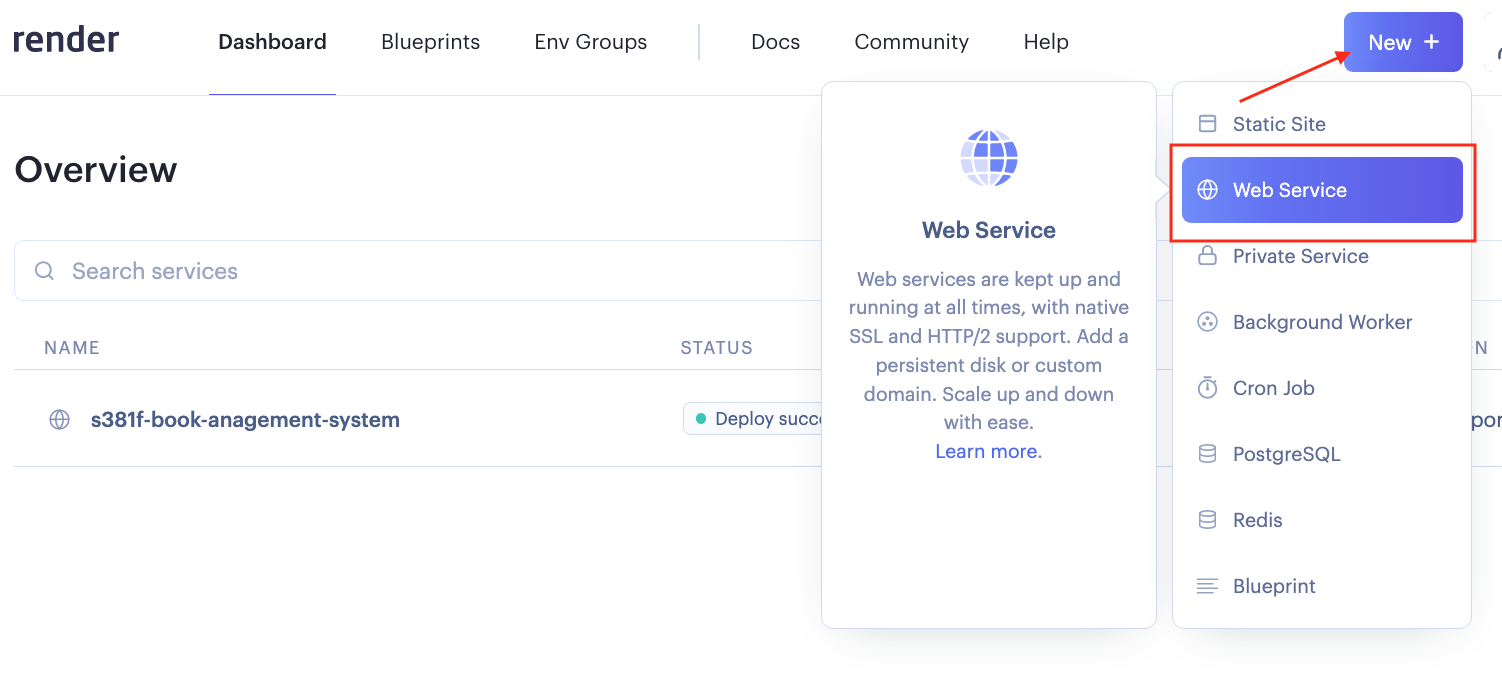 render
Dashboard
Blueprints
Env Groups
Docs
Community
Help
New +
Overview
Search services
NAME
STATUS
N
s381f-book-anagement-system
Deploy succe
por
Web Service
Web services are kept up and
running at all times, with native
SSL and HTTP/2 support. Add a
persistent disk or custom
domain. Scale up and down
with ease.
Learn more.
Static Site
Web Service
Private Service
Background Worker
Cron Job
PostgreSQL
Redis
Blueprint